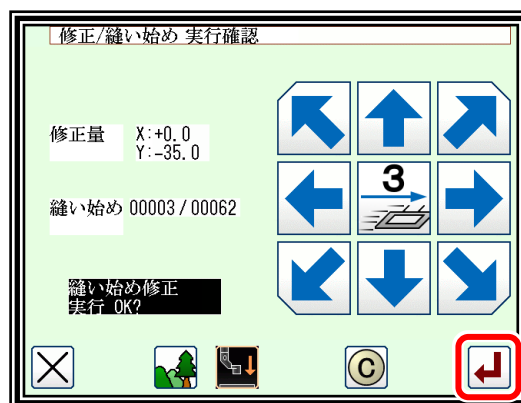 修正/縫い始め 実行確認
修正量 X:+0.0
Y:-35.0
3
縫い始め 00003/00062
縫い始め修正
実行 OK?
C